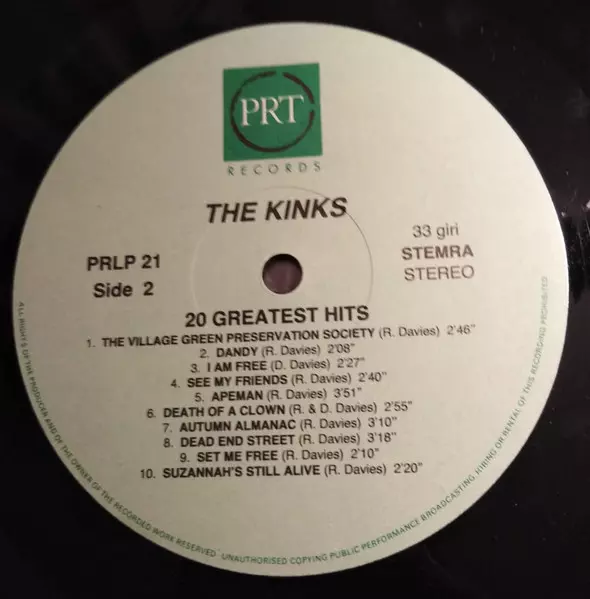 PRT
RECORDS
THE KINKS
PRLP 21
Side 2
33 giri
STEMRA
STEREO
20 GREATEST HITS
1. THE VILLAGE GREEN PRESERVATION SOCIETY (R. Davies) 2'46"
2. DANDY (R. Davies) 2'08"
3. I AM FREE (D. Davies) 2'27"
4. SEE MY FRIENDS (R. Davies) 2'40"
5. APEMAN (R. Davies) 3'51"
6. DEATH OF A CLOWN (R. & D. Davies) 2'55"
7. AUTUMN ALMANAC (R. Davies) 3'10"
8. DEAD END STREET (R. Davies) 3'18"
9. SET ME FREE (R. Davies) 2'10"
10. SUZANNAH'S STILL ALIVE (R. Davies) 2'20"
ALL RIGHTS OF THE PRODUCER AND OF THE OWNER OF THE RECORDED WORK RESERVED. UNAUTHORISED COPYING PUBLIC PERFORMANCE BROADCASTING HIRING OR RENTAL OF THIS RECORDING PROHIBITED